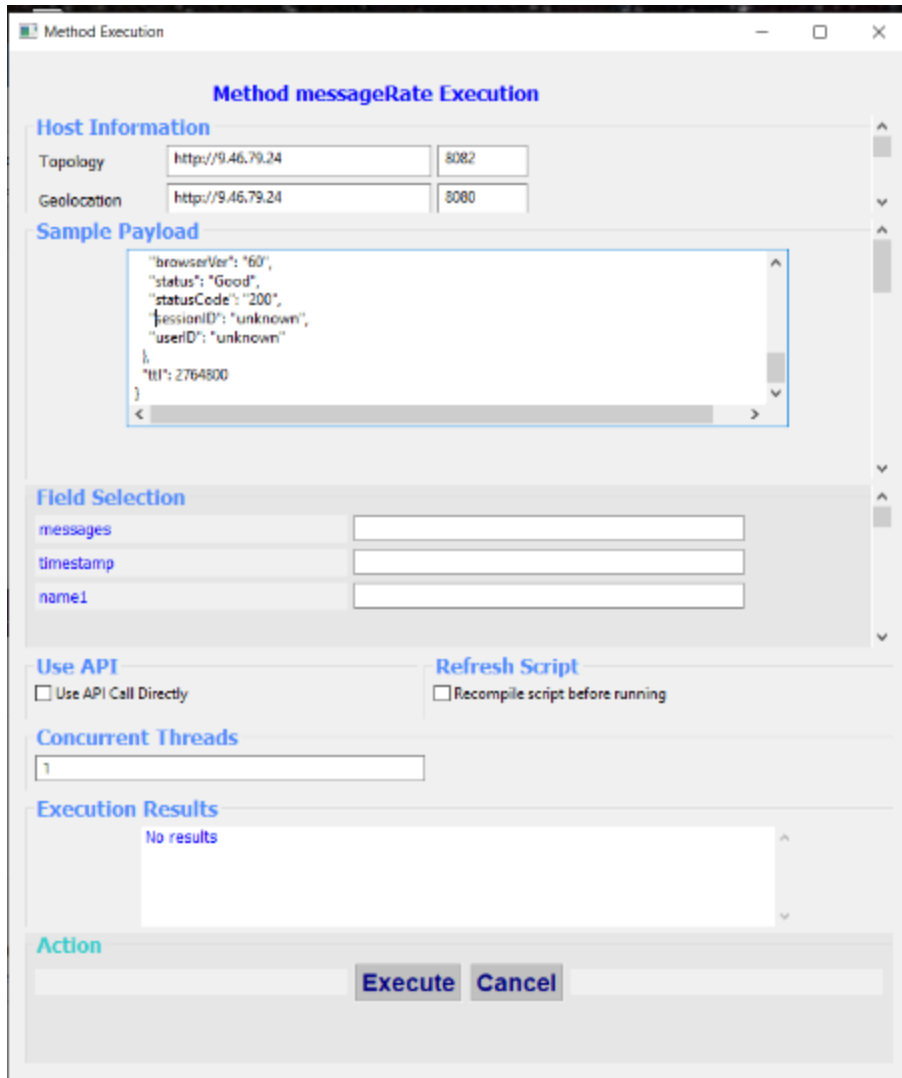 Method Execution
Method messageRate Execution
Host Information
Topology http://9.46.79.24 8082
Geolocation http://9.46.79.24 8080
Sample Payload
"browserVer": "60",
"status": "Good",
"statusCode": "200",
"sessionID": "unknown",
"userID": "unknown"
},
"ttl": 2764800
}
Field Selection
messages
timestamp
name1
Use API Refresh Script
Use API Call Directly Recompile script before running
Concurrent Threads
1
Execution Results
No results
Action
Execute Cancel